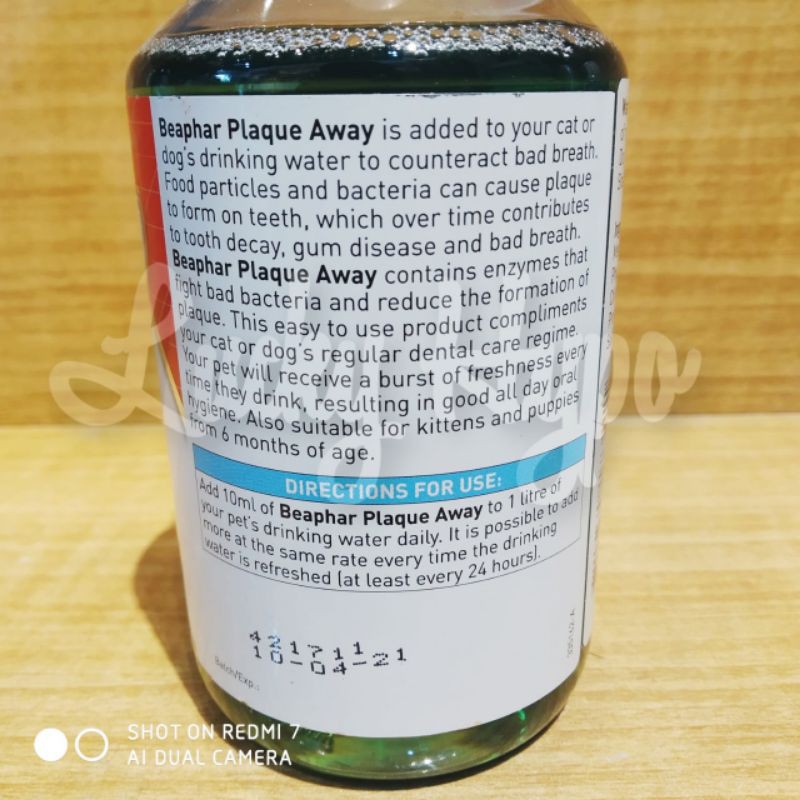 Beaphar Plaque Away is added to your cat or
dog's drinking water to counteract bad breath.
Food particles and bacteria can cause plaque
to form on teeth, which over time contributes
to tooth decay, gum disease and bad breath.
Beaphar Plaque Away contains enzymes that
fight bad bacteria and reduce the formation of
plaque. This easy to use product compliments
your cat or dog's regular dental care regime.
Your pet will receive a burst of freshness every
time they drink, resulting in good all day oral
hygiene. Also suitable for kittens and puppies
from 6 months of age.
DIRECTIONS FOR USE:
Add 10ml of Beaphar Plaque Away to 1 litre of
your pet's drinking water daily. It is possible to add
more at the same rate every time the drinking
water is refreshed (at least every 24 hours).
421711
10-04-21
Batch/Exp.:
SHOT ON REDMI 7
AI DUAL CAMERA